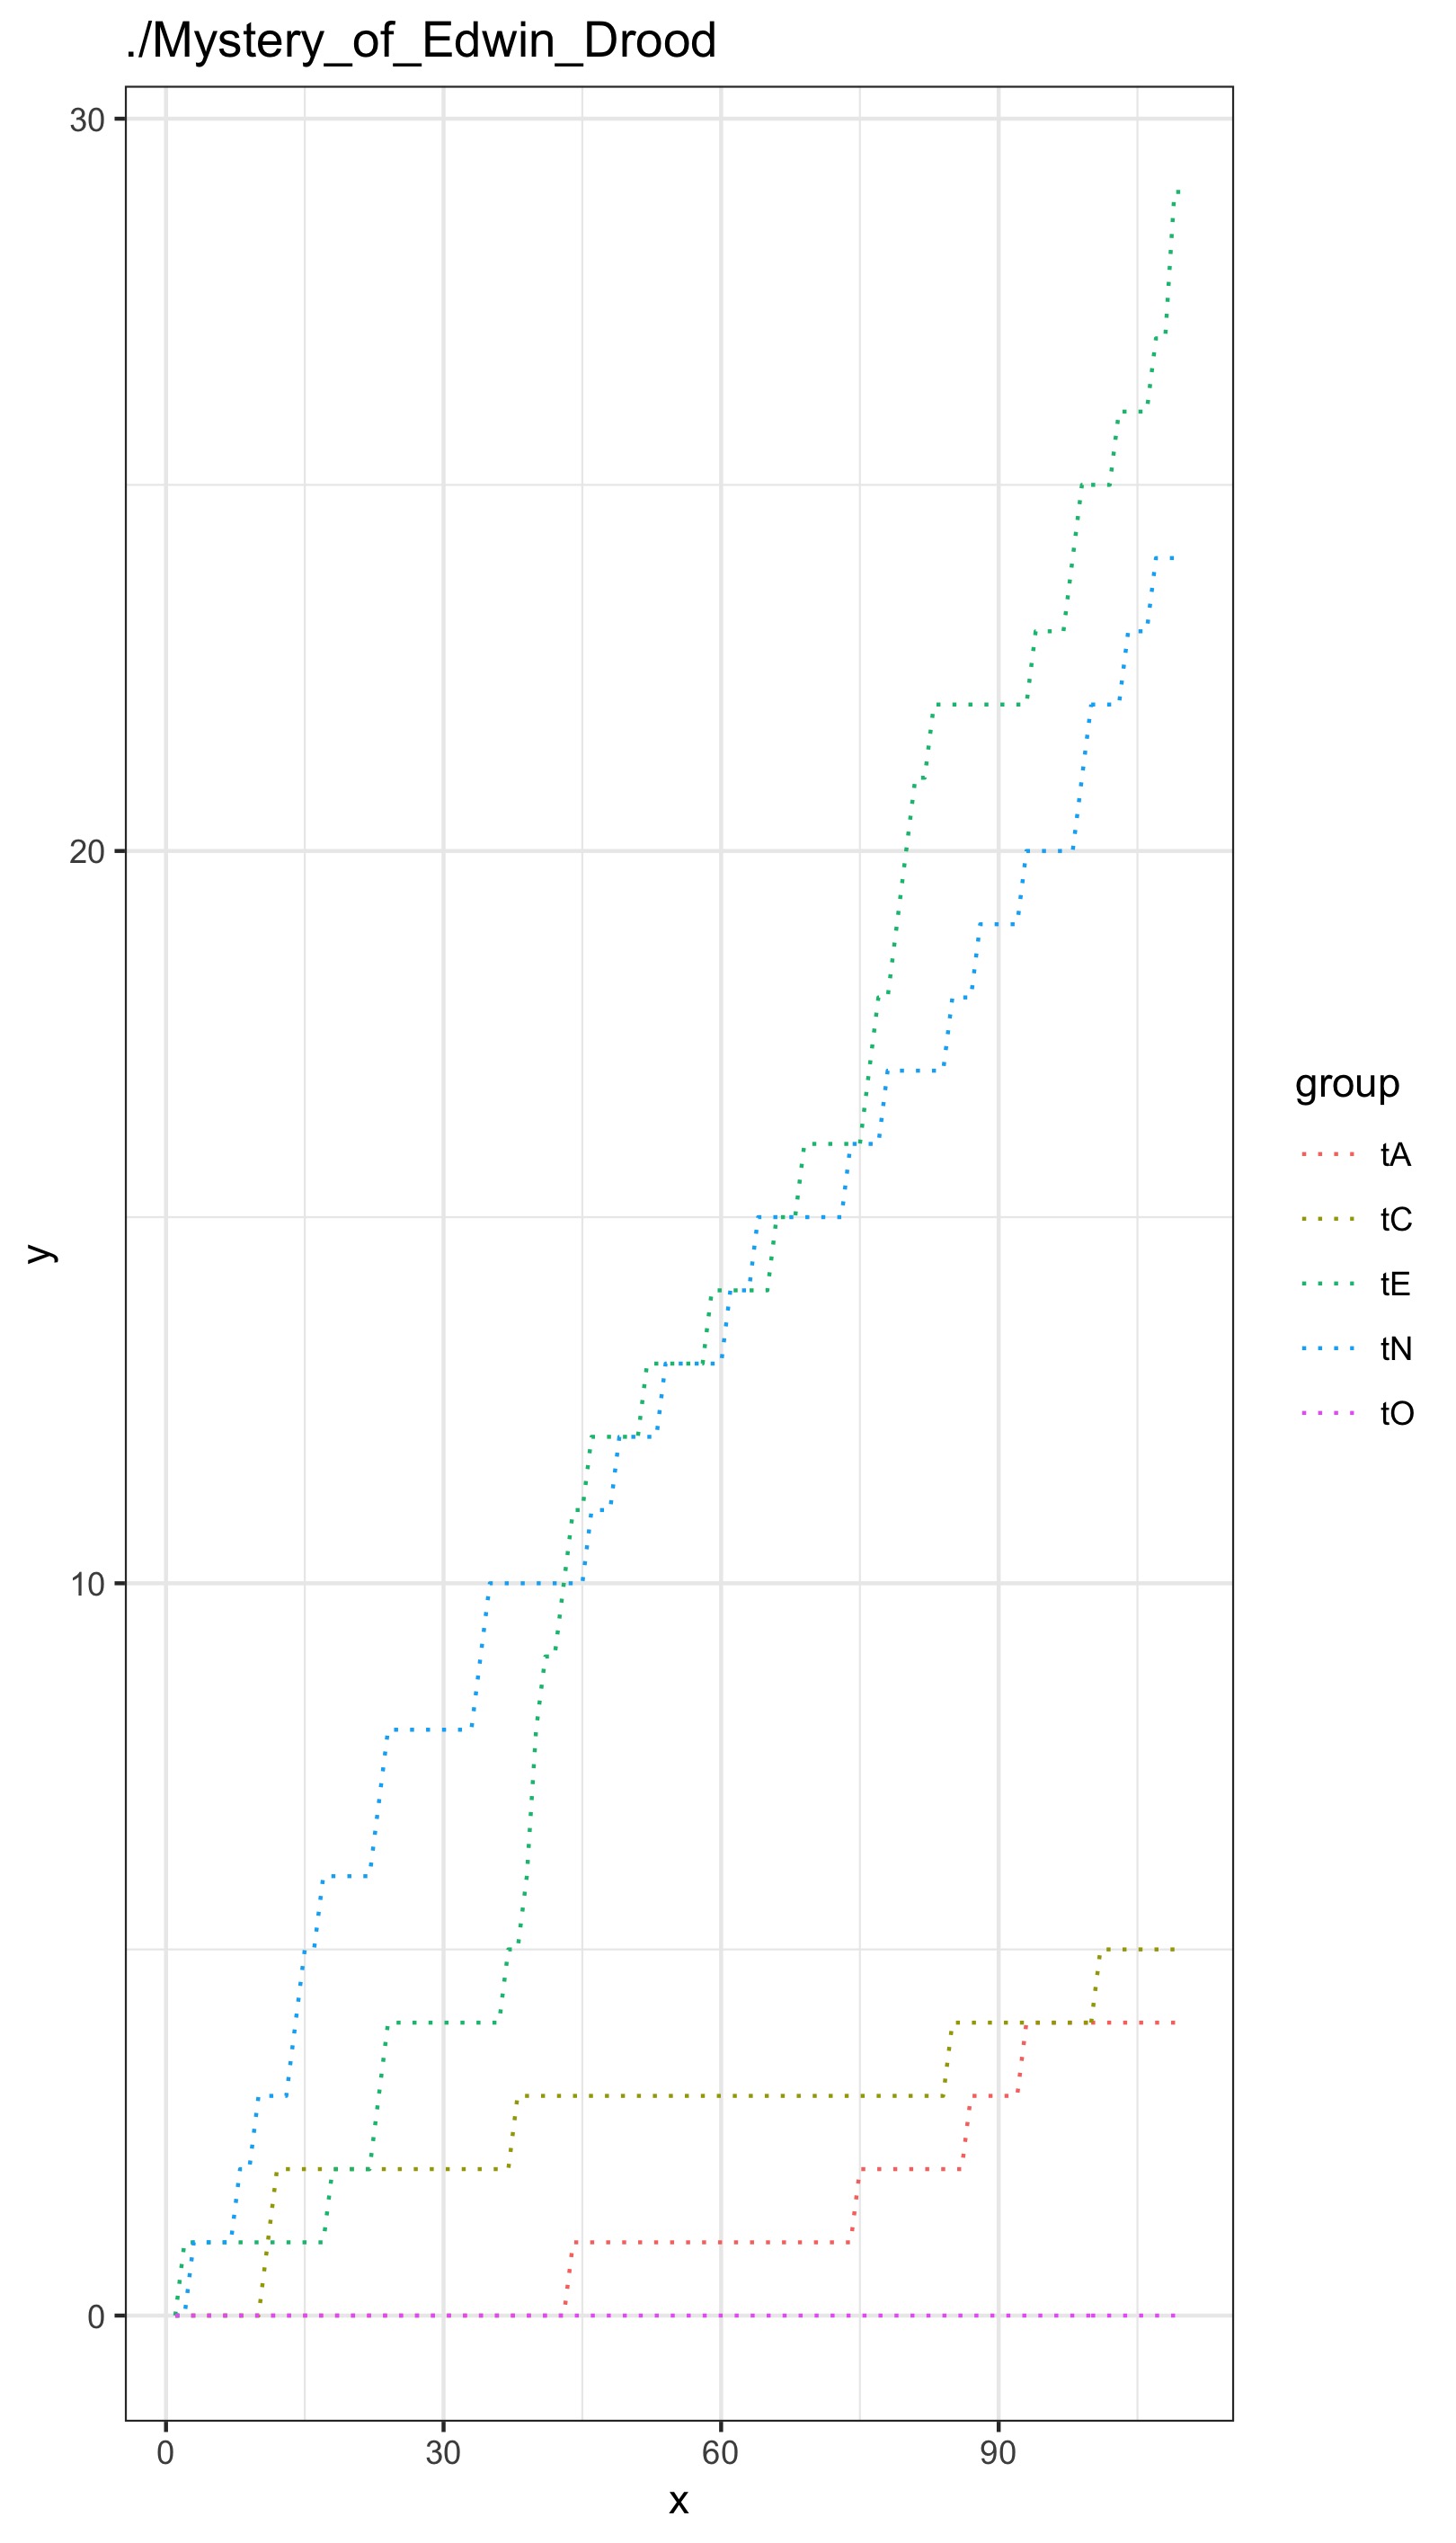 ./Mystery_of_Edwin_Drood
30
20
10
0
y
0 30 60 90
x
group
tA
tC
tE
tN
tO